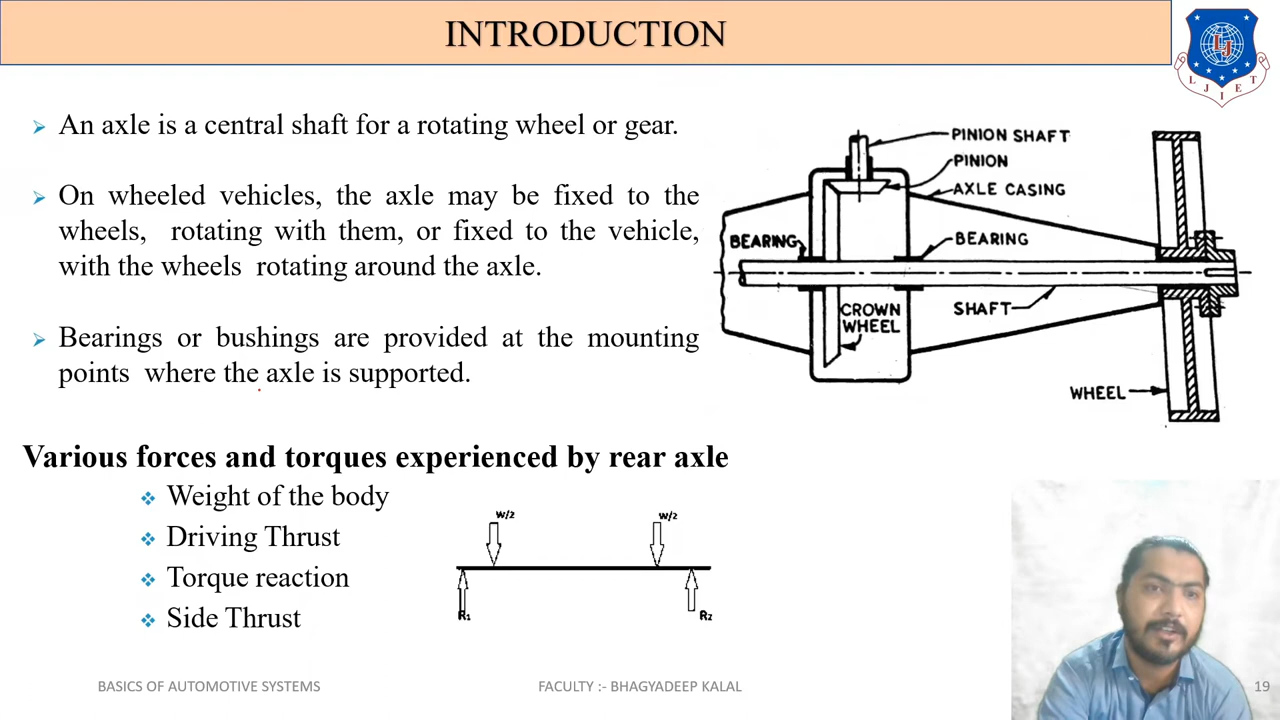 INTRODUCTION
LJIET
An axle is a central shaft for a rotating wheel or gear.
On wheeled vehicles, the axle may be fixed to the
wheels, rotating with them, or fixed to the vehicle,
with the wheels rotating around the axle.
Bearings or bushings are provided at the mounting
points where the axle is supported.
PINION SHAFT
PINION
AXLE CASING
BEARING
BEARING
CROWN
WHEEL
SHAFT
WHEEL
Various forces and torques experienced by rear axle
Weight of the body
Driving Thrust
Torque reaction
Side Thrust
W/2
W/2
R1
R2
BASICS OF AUTOMOTIVE SYSTEMS
FACULTY :- BHAGYADEEP KALAL
19